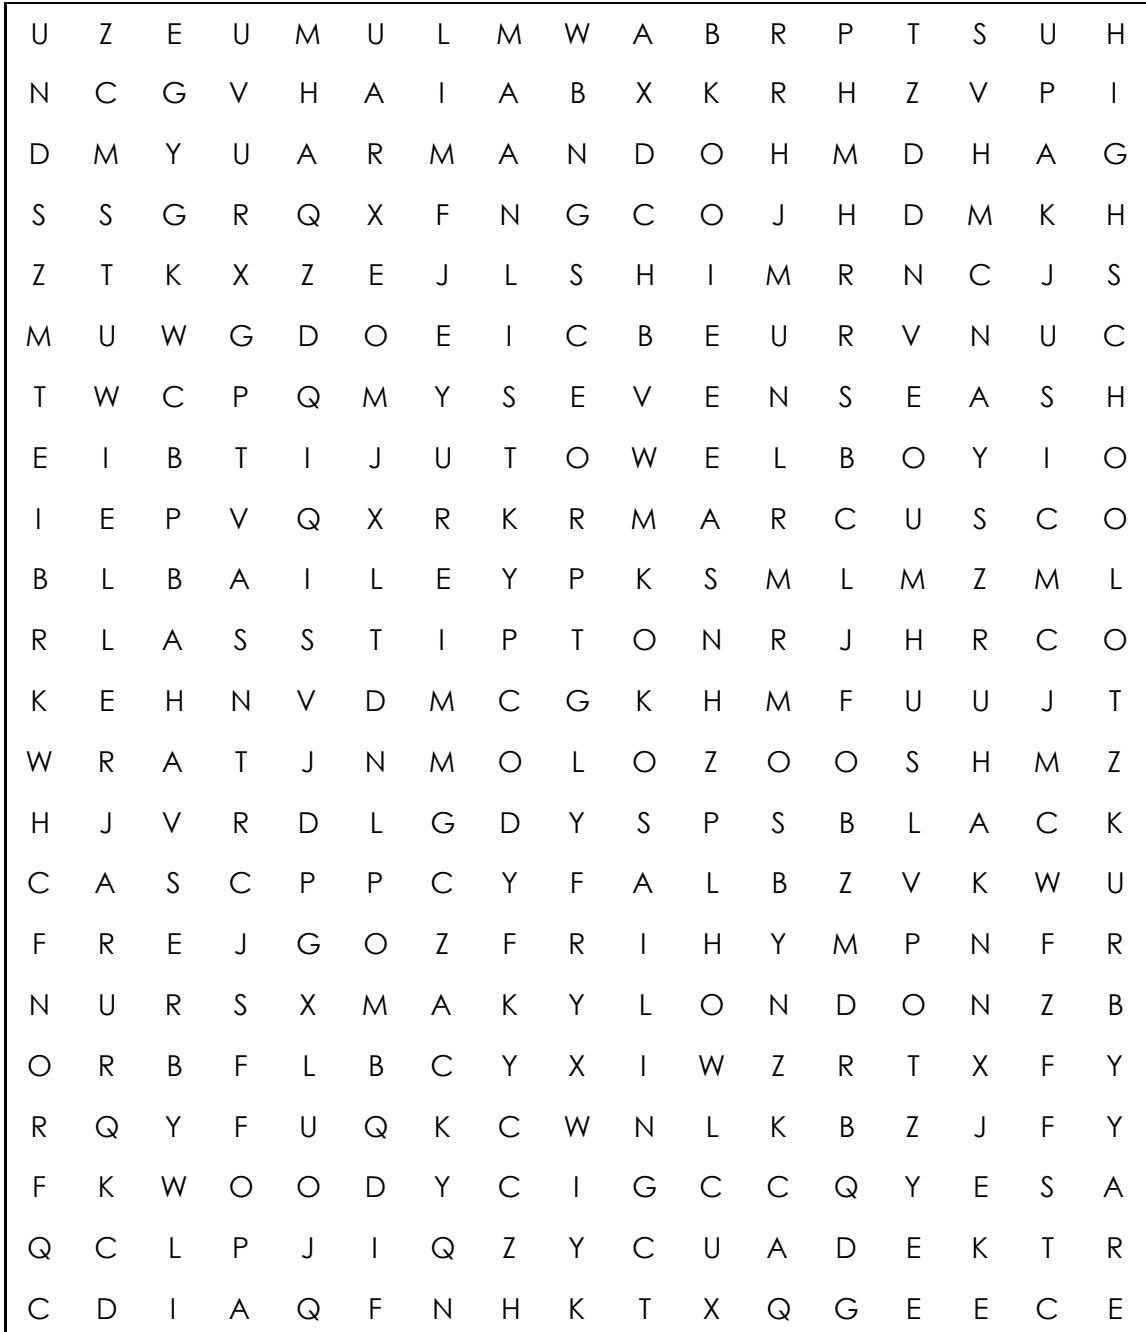 U Z E U M U L M W A B R P T S U H
N C G V H A I A B X K R H Z V P I
D M Y U A R M A N D O H M D H A G
S S G R Q X F N G C O J H D M K H
Z T K X Z E J L S H I M R N C J S
M U W G D O E I C B E U R V N U C
T W C P Q M Y S E V E N S E A S H
E I B T I J U T O W E L B O Y I O
I E P V Q X R K R M A R C U S C O
B L B A I L E Y P K S M L M Z M L
R L A S S T I P T O N R J H R C O
K E H N V D M C G K H M F U U J T
W R A T J N M O L O Z O O S H M Z
H J V R D L G D Y S P S B L A C K
C A S C P P C Y F A L B Z V K W U
F R E J G O Z F R I H Y M P N F R
N U R S X M A K Y L O N D O N Z B
O R B F L B C Y X I W Z R T X F Y
R Q Y F U Q K C W N L K B Z J F Y
F K W O O D Y C I G C C Q Y E S A
Q C L P J I Q Z Y C U A D E K T R
C D I A Q F N H K T X Q G E E C E